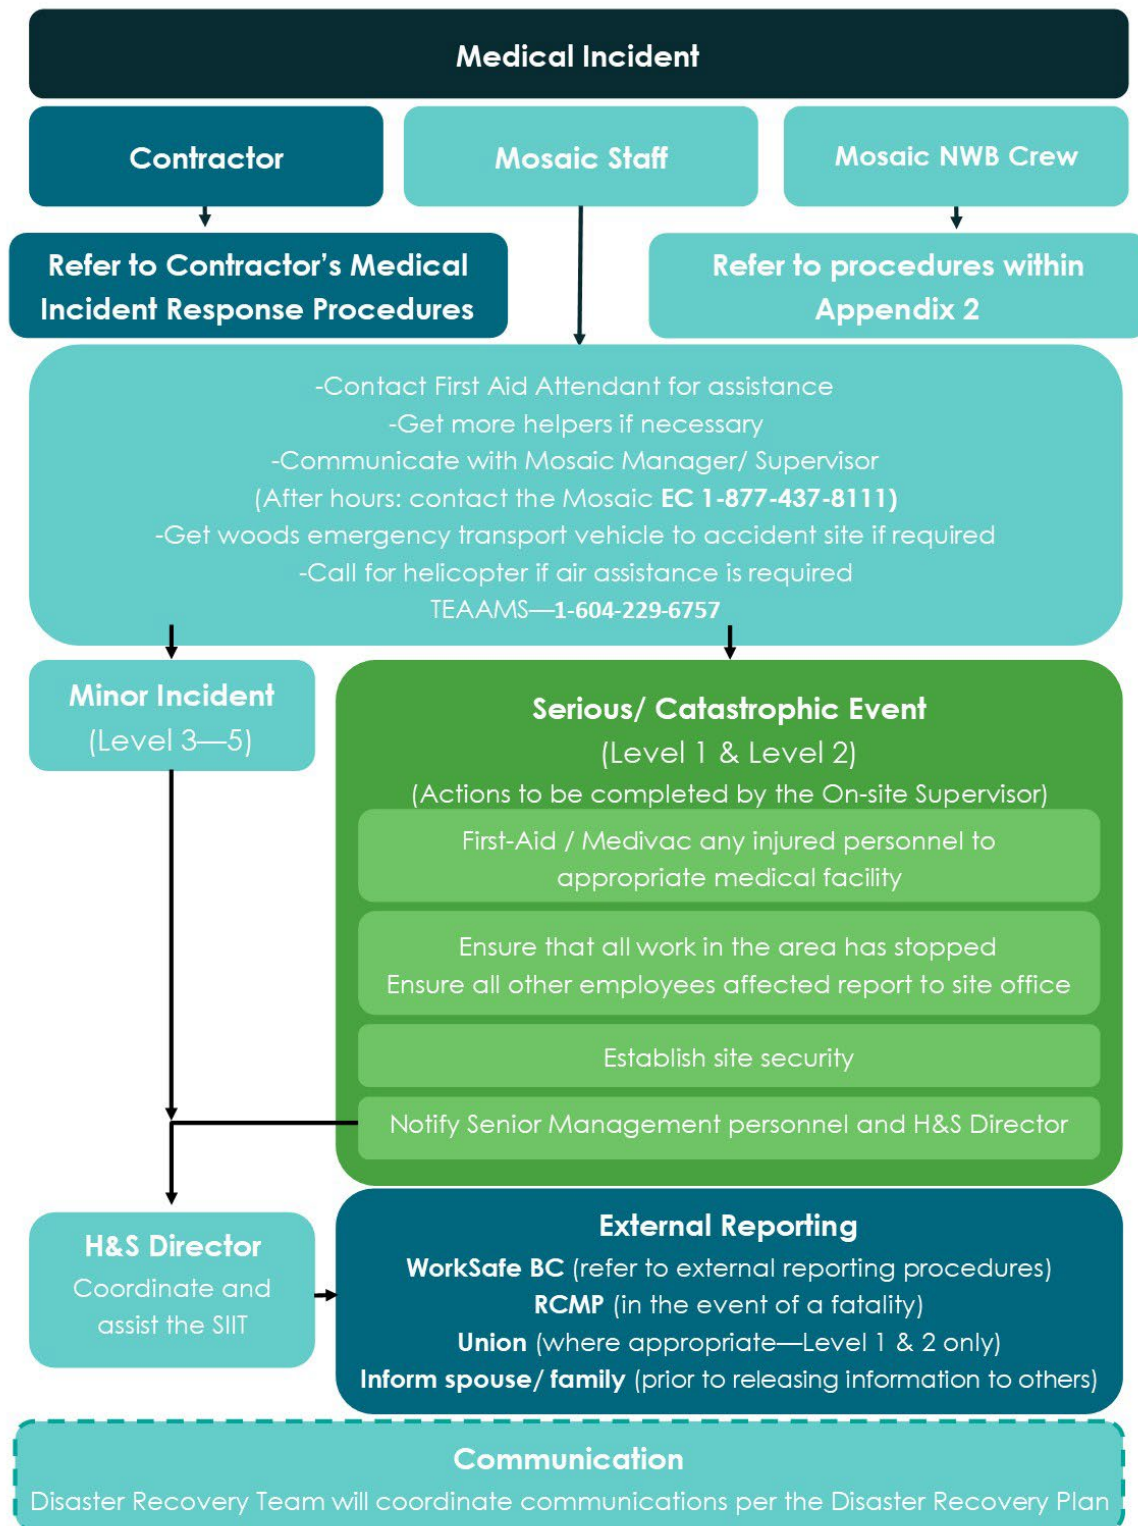 Medical Incident
Contractor
Mosaic Staff
Mosaic NWB Crew
Refer to Contractor’s Medical
Incident Response Procedures
Refer to procedures within
Appendix 2
-Contact First Aid Attendant for assistance
-Get more helpers if necessary
-Communicate with Mosaic Manager/ Supervisor
(After hours: contact the Mosaic EC 1-877-437-8111)
-Get woods emergency transport vehicle to accident site if required
-Call for helicopter if air assistance is required
TEAAMS—1-604-229-6757
Minor Incident
(Level 3—5)
Serious/ Catastrophic Event
(Level 1 & Level 2)
(Actions to be completed by the On-site Supervisor)
First-Aid / Medivac any injured personnel to
appropriate medical facility
Ensure that all work in the area has stopped
Ensure all other employees affected report to site office
Establish site security
Notify Senior Management personnel and H&S Director
H&S Director
Coordinate and
assist the SIIT
External Reporting
WorkSafe BC (refer to external reporting procedures)
RCMP (in the event of a fatality)
Union (where appropriate—Level 1 & 2 only)
Inform spouse/ family (prior to releasing information to others)
Communication
Disaster Recovery Team will coordinate communications per the Disaster Recovery Plan